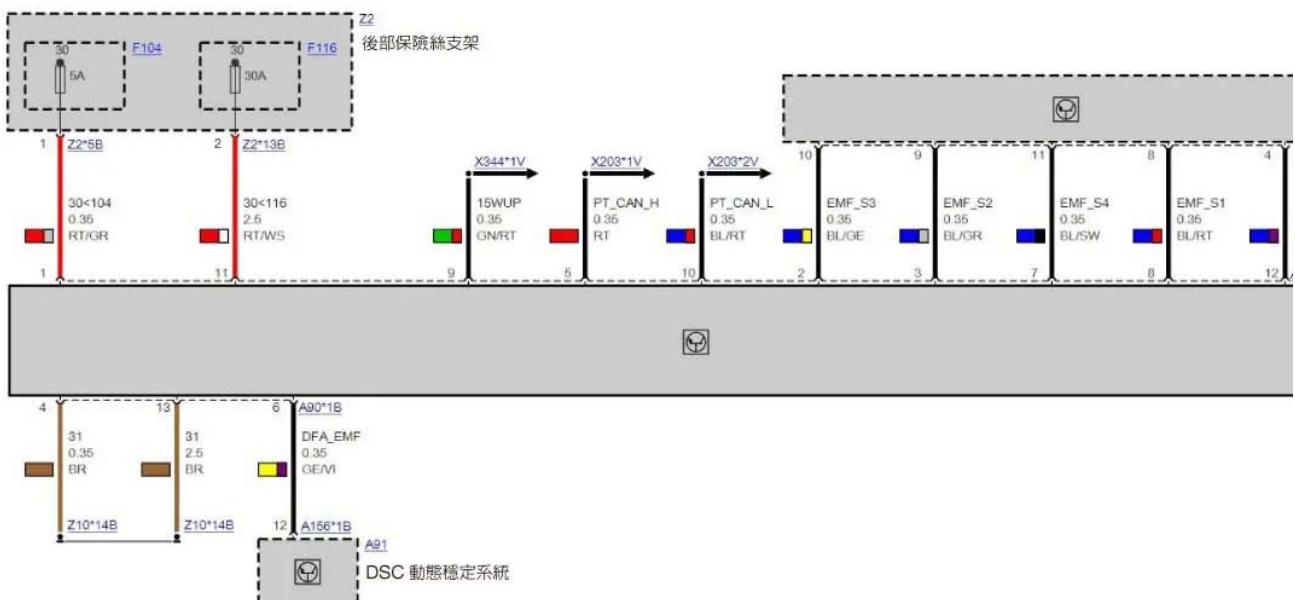 Z2
後部保險絲支架
30
F104
30
F116
5A
30A
1
Z2*5B
2
Z2*13B
X344*1V
X203*1V
X203*2V
10
9
11
8
4
30<104
0.35
RT/GR
30<116
2.5
RT/WS
15WUP
0.35
GN/RT
PT_CAN_H
0.35
RT
PT_CAN_L
0.35
BL/RT
EMF_S3
0.35
BL/GE
EMF_S2
0.35
BL/GR
EMF_S4
0.35
BL/SW
EMF_S1
0.35
BL/RT
1
11
9
5
10
2
3
7
8
12
4
13
6
A90*1B
31
0.35
BR
31
2.5
BR
DFA_EMF
0.35
GE/VI
Z10*14B
Z10*14B
12
A156*1B
A91
DSC 動態穩定系統